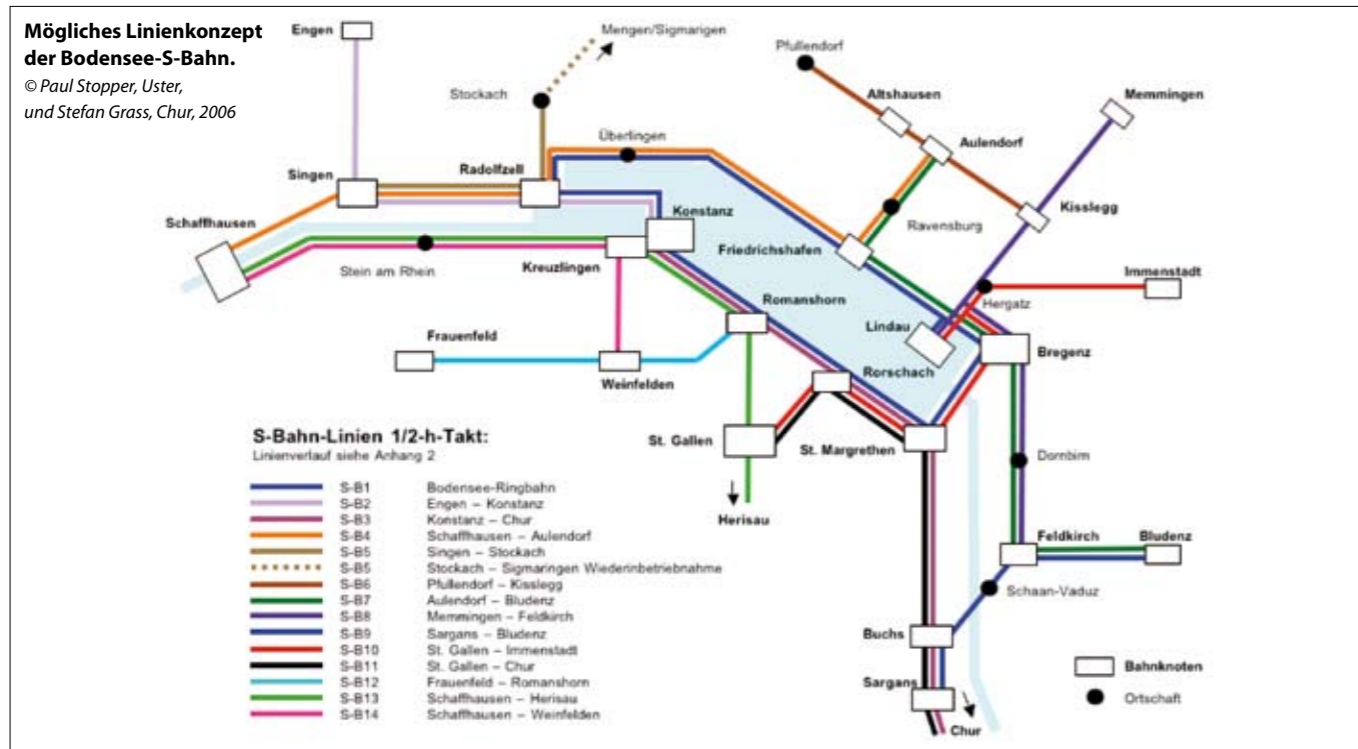 Mögliches Linienkonzept
der Bodensee-S-Bahn.
© Paul Stopper, Uster,
und Stefan Grass, Chur, 2006
Engen
Mengen/Sigmarigen
Pfullendorf
Stockach
Altshausen
Memmingen
Überlingen
Aulendorf
Singen
Radolfzell
Schaffhausen
Konstanz
Ravensburg
Kisslegg
Friedrichshafen
Stein am Rhein
Kreuzlingen
Immenstadt
Romanshorn
Hergatz
Lindau
Frauenfeld
Bregenz
Weinfelden
Rorschach
St. Gallen
St. Margrethen
Dornbirn
Herisau
Feldkirch
Bludenz
Schaan-Vaduz
Buchs
Sargans
Chur
S-Bahn-Linien 1/2-h-Takt:
Linienverlauf siehe Anhang 2
S-B1 Bodensee-Ringbahn
S-B2 Engen – Konstanz
S-B3 Konstanz – Chur
S-B4 Schaffhausen – Aulendorf
S-B5 Singen – Stockach
S-B5 Stockach – Sigmaringen Wiederinbetriebnahme
S-B6 Pfullendorf – Kisslegg
S-B7 Aulendorf – Bludenz
S-B8 Memmingen – Feldkirch
S-B9 Sargans – Bludenz
S-B10 St. Gallen – Immenstadt
S-B11 St. Gallen – Chur
S-B12 Frauenfeld – Romanshorn
S-B13 Schaffhausen – Herisau
S-B14 Schaffhausen – Weinfelden
Bahnknoten
Ortschaft